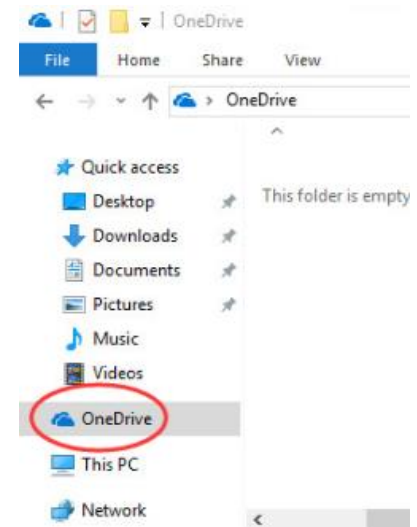 OneDrive
File Home Share View
OneDrive
Quick access
This folder is empty
Desktop
Downloads
Documents
Pictures
Music
Videos
OneDrive
This PC
Network